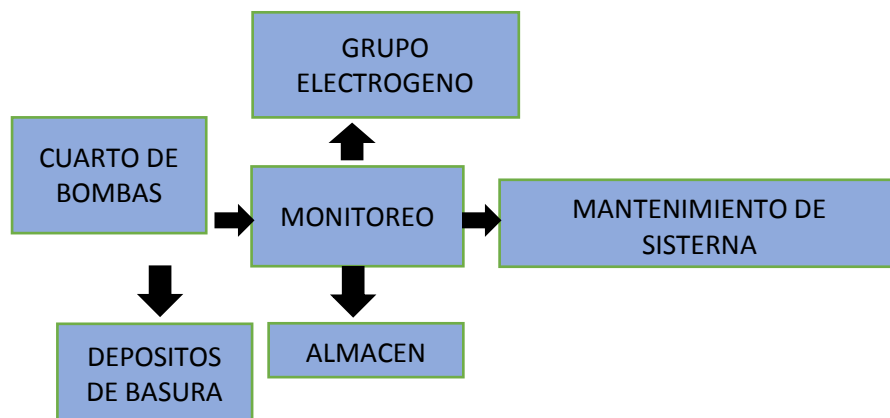 GRUPO
ELECTROGENO
CUARTO DE
BOMBAS
MONITOREO
MANTENIMIENTO DE
SISTERNA
DEPOSITOS
DE BASURA
ALMACEN